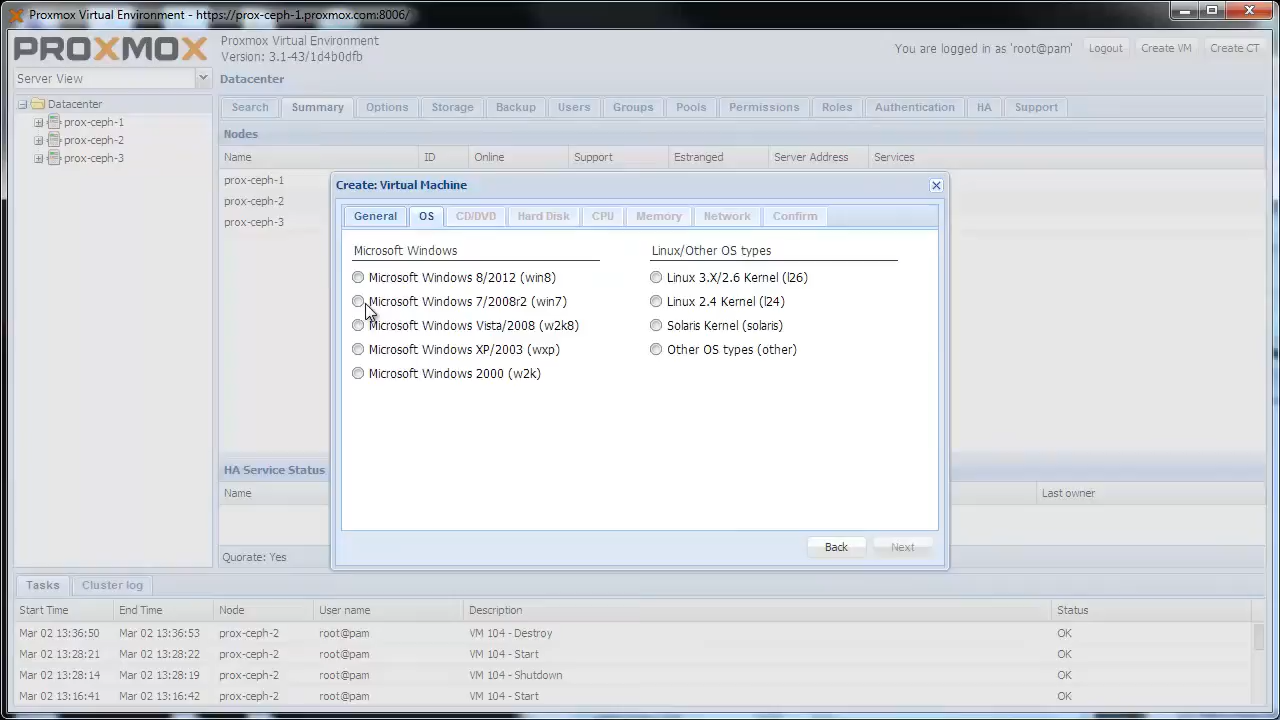 Proxmox Virtual Environment - https://prox-ceph-1.proxmox.com:8006/
PROXMOX
Proxmox Virtual Environment
Version: 3.1-43/1d4b0dfb
You are logged in as 'root@pam'
Logout
Create VM
Create CT
Server View
Datacenter
Datacenter
prox-ceph-1
prox-ceph-2
prox-ceph-3
Search Summary Options Storage Backup Users Groups Pools Permissions Roles Authentication HA Support
Nodes
Name ID Online Support Estranged Server Address Services
prox-ceph-1
prox-ceph-2
prox-ceph-3
Create: Virtual Machine
General OS CD/DVD Hard Disk CPU Memory Network Confirm
Microsoft Windows
Microsoft Windows 8/2012 (win8)
Microsoft Windows 7/2008r2 (win7)
Microsoft Windows Vista/2008 (w2k8)
Microsoft Windows XP/2003 (wxp)
Microsoft Windows 2000 (w2k)
Linux/Other OS types
Linux 3.X/2.6 Kernel (l26)
Linux 2.4 Kernel (l24)
Solaris Kernel (solaris)
Other OS types (other)
Back Next
HA Service Status
Name Last owner
Quorate: Yes
Tasks Cluster log
Start Time End Time Node User name Description Status
Mar 02 13:36:50 Mar 02 13:36:53 prox-ceph-2 root@pam VM 104 - Destroy OK
Mar 02 13:28:21 Mar 02 13:28:22 prox-ceph-2 root@pam VM 104 - Start OK
Mar 02 13:28:14 Mar 02 13:28:19 prox-ceph-2 root@pam VM 104 - Shutdown OK
Mar 02 13:16:41 Mar 02 13:16:42 prox-ceph-2 root@pam VM 104 - Start OK